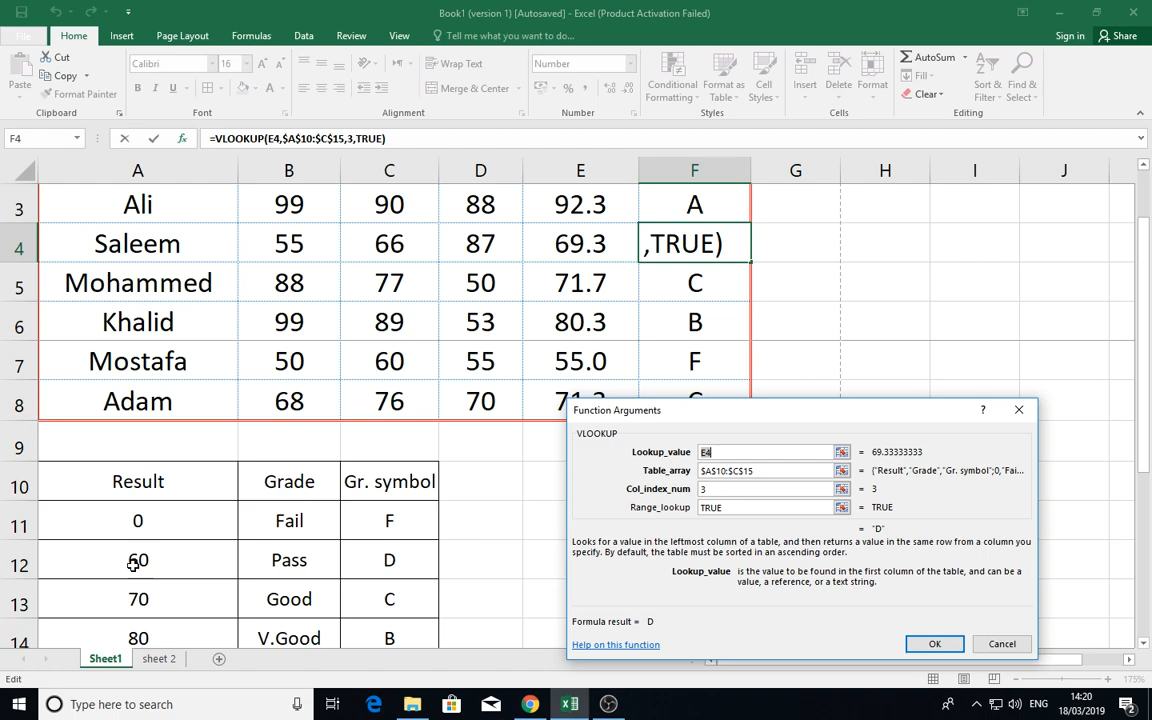 Book1 (version 1) [Autosaved] - Excel (Product Activation Failed)
File Home Insert Page Layout Formulas Data Review View Tell me what you want to do... Sign in Share
Cut
Copy
Format Painter
Paste
Clipboard
Calibri 16
B I U
Font
Wrap Text
Merge & Center
Alignment
Number
Number
Conditional Formatting
Format as Table
Cell Styles
Styles
Insert Delete Format
Cells
AutoSum
Fill
Clear
Sort & Filter
Find & Select
Editing
F4 fx =VLOOKUP(E4,$A$10:$C$15,3,TRUE)
A B C D E F G H I J
3 Ali 99 90 88 92.3 A
4 Saleem 55 66 87 69.3 ,TRUE)
5 Mohammed 88 77 50 71.7 C
6 Khalid 99 89 53 80.3 B
7 Mostafa 50 60 55 55.0 F
8 Adam 68 76 70
9
10 Result Grade Gr. symbol
11 0 Fail F
12 60 Pass D
13 70 Good C
14 80 V.Good B
Function Arguments ?
VLOOKUP
Lookup_value E4 = 69.33333333
Table_array $A$10:$C$15 = {"Result","Grade","Gr. symbol";0,"Fai...
Col_index_num 3 = 3
Range_lookup TRUE = TRUE
= "D"
Looks for a value in the leftmost column of a table, and then returns a value in the same row from a column you
specify. By default, the table must be sorted in an ascending order.
Lookup_value is the value to be found in the first column of the table, and can be a
value, a reference, or a text string.
Formula result = D
Help on this function
OK Cancel
Sheet1 sheet 2
Edit 175%
Type here to search
ENG
14:20
18/03/2019
2